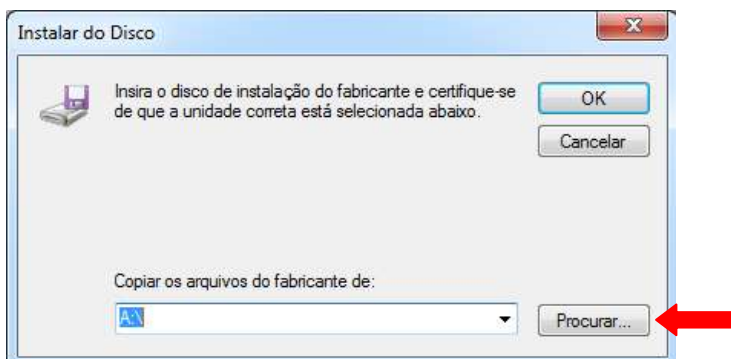 Instalar do Disco
Insira o disco de instalação do fabricante e certifique-se
de que a unidade correta está selecionada abaixo.
OK
Cancelar
Copiar os arquivos do fabricante de:
A:\
Procurar...